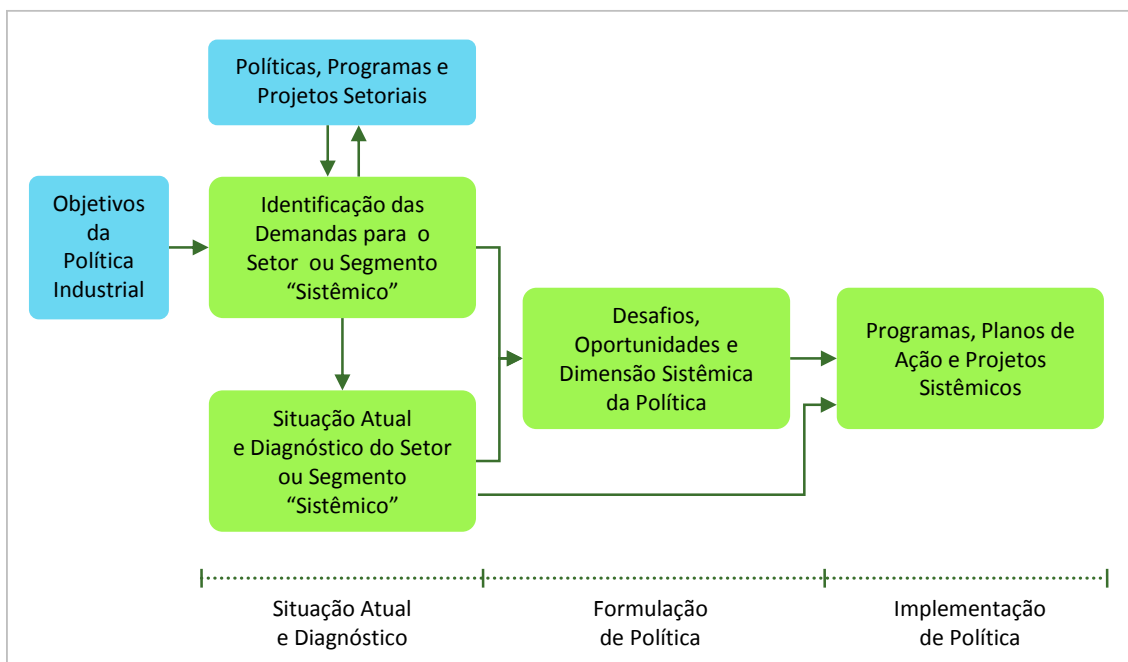 Políticas, Programas e
Projetos Setoriais
Objetivos
da
Política
Industrial
Identificação das
Demandas para o
Setor ou Segmento
“Sistêmico”
Desafios,
Oportunidades e
Dimensão Sistêmica
da Política
Programas, Planos de
Ação e Projetos
Sistêmicos
Situação Atual
e Diagnóstico do Setor
ou Segmento
“Sistêmico”
Situação Atual
e Diagnóstico
Formulação
de Política
Implementação
de Política